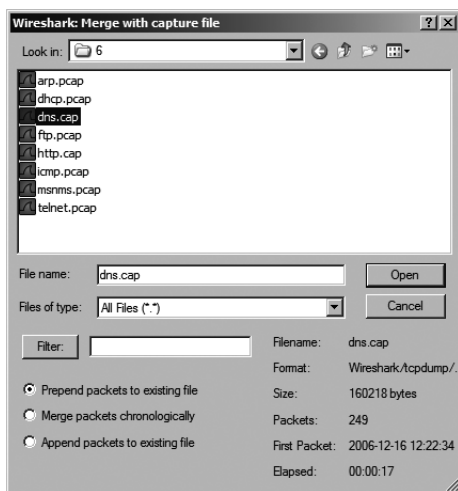 Wireshark: Merge with capture file
Look in: 6
arp.pcap
dhcp.pcap
dns.cap
ftp.pcap
http.cap
icmp.pcap
msnms.pcap
telnet.pcap
File name: dns.cap Open
Files of type: All Files (*.*) Cancel
Filter:
Prepend packets to existing file
Merge packets chronologically
Append packets to existing file
Filename: dns.cap
Format: Wireshark/tcpdump/.
Size: 160218 bytes
Packets: 249
First Packet: 2006-12-16 12:22:34
Elapsed: 00:00:17